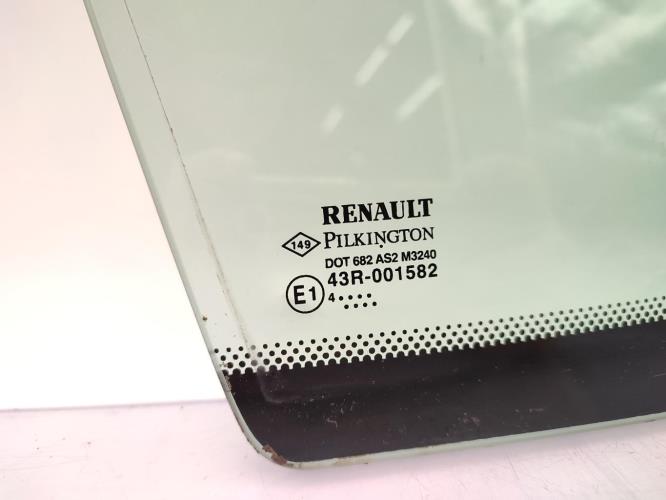 RENAULT
149 PILKINGTON
DOT 682 AS2 M3240
E1 43R-001582
4